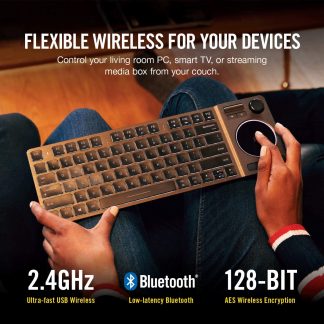 FLEXIBLE WIRELESS FOR YOUR DEVICES
Control your living room PC, smart TV, or streaming
media box from your couch.
2.4GHz
Ultra-fast USB Wireless
Bluetooth®
Low-latency Bluetooth
128-BIT
AES Wireless Encryption